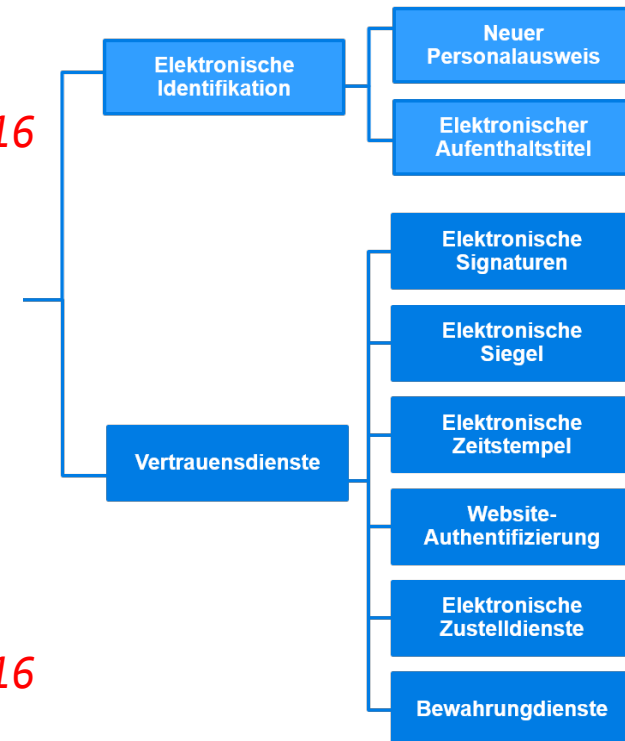 Neuer
Personalausweis
Elektronische
Identifikation
16
Elektronischer
Aufenthaltstitel
Elektronische
Signaturen
Elektronische
Siegel
Elektronische
Zeitstempel
Vertrauensdienste
Website-
Authentifizierung
Elektronische
Zustelldienste
16
Bewahrungdienste